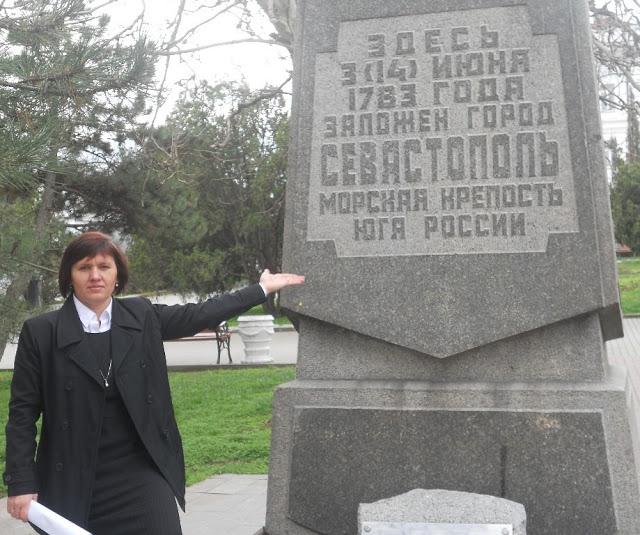 ЗДЕСЬ
3(14) ИЮНЯ
1783 ГОДА
ЗАЛОЖЕН ГОРОД
СЕВАСТОПОЛЬ
МОРСКАЯ КРЕПОСТЬ
ЮГА РОССИИ